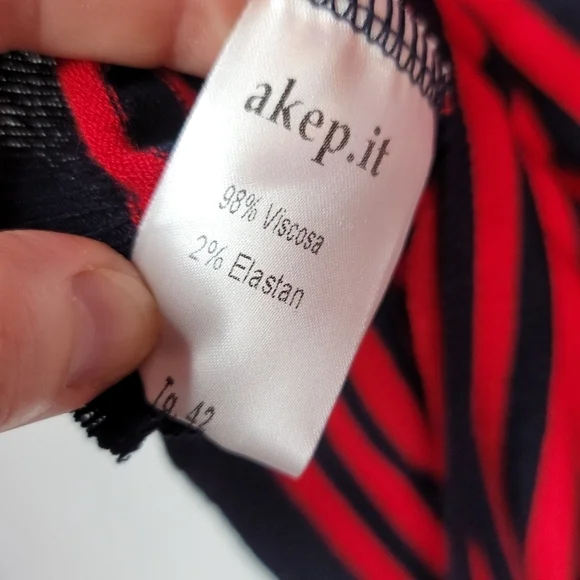 akep.it
98% Viscosa
2% Elastan
Tg 42